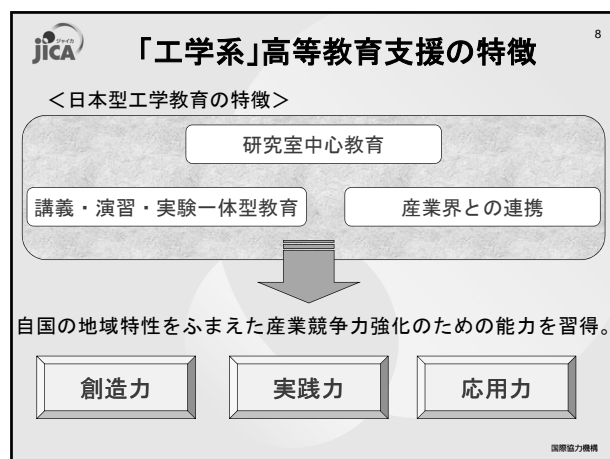 ジャイカ
jICA
「工学系」高等教育支援の特徴
8
＜日本型工学教育の特徴＞
研究室中心教育
講義・演習・実験一体型教育
産業界との連携
自国の地域特性をふまえた産業競争力強化のための能力を習得。
創造力
実践力
応用力
国際協力機構